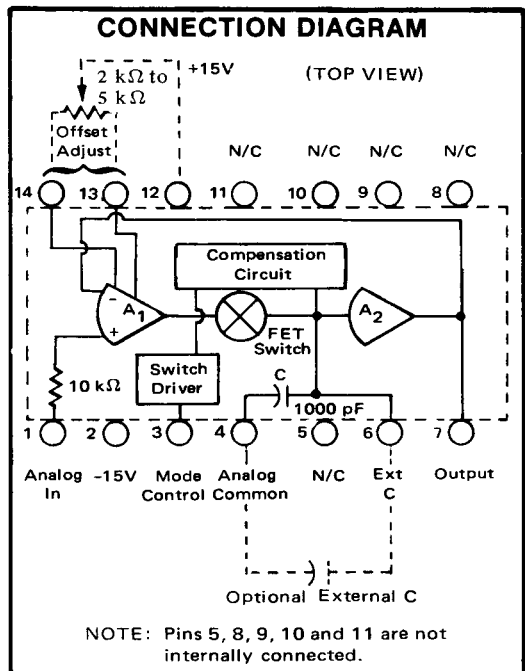 CONNECTION DIAGRAM
2 kΩ to
5 kΩ
+15V
(TOP VIEW)
Offset
Adjust
N/C
N/C
N/C
N/C
14
13
12
11
10
9
8
Compensation
Circuit
-
A1
+
FET
Switch
A2
10 kΩ
Switch
Driver
C
1000 pF
1
2
3
4
5
6
7
Analog
In
-15V
Mode
Control
Analog
Common
N/C
Ext
C
Output
Optional External C
NOTE: Pins 5, 8, 9, 10 and 11 are not
internally connected.